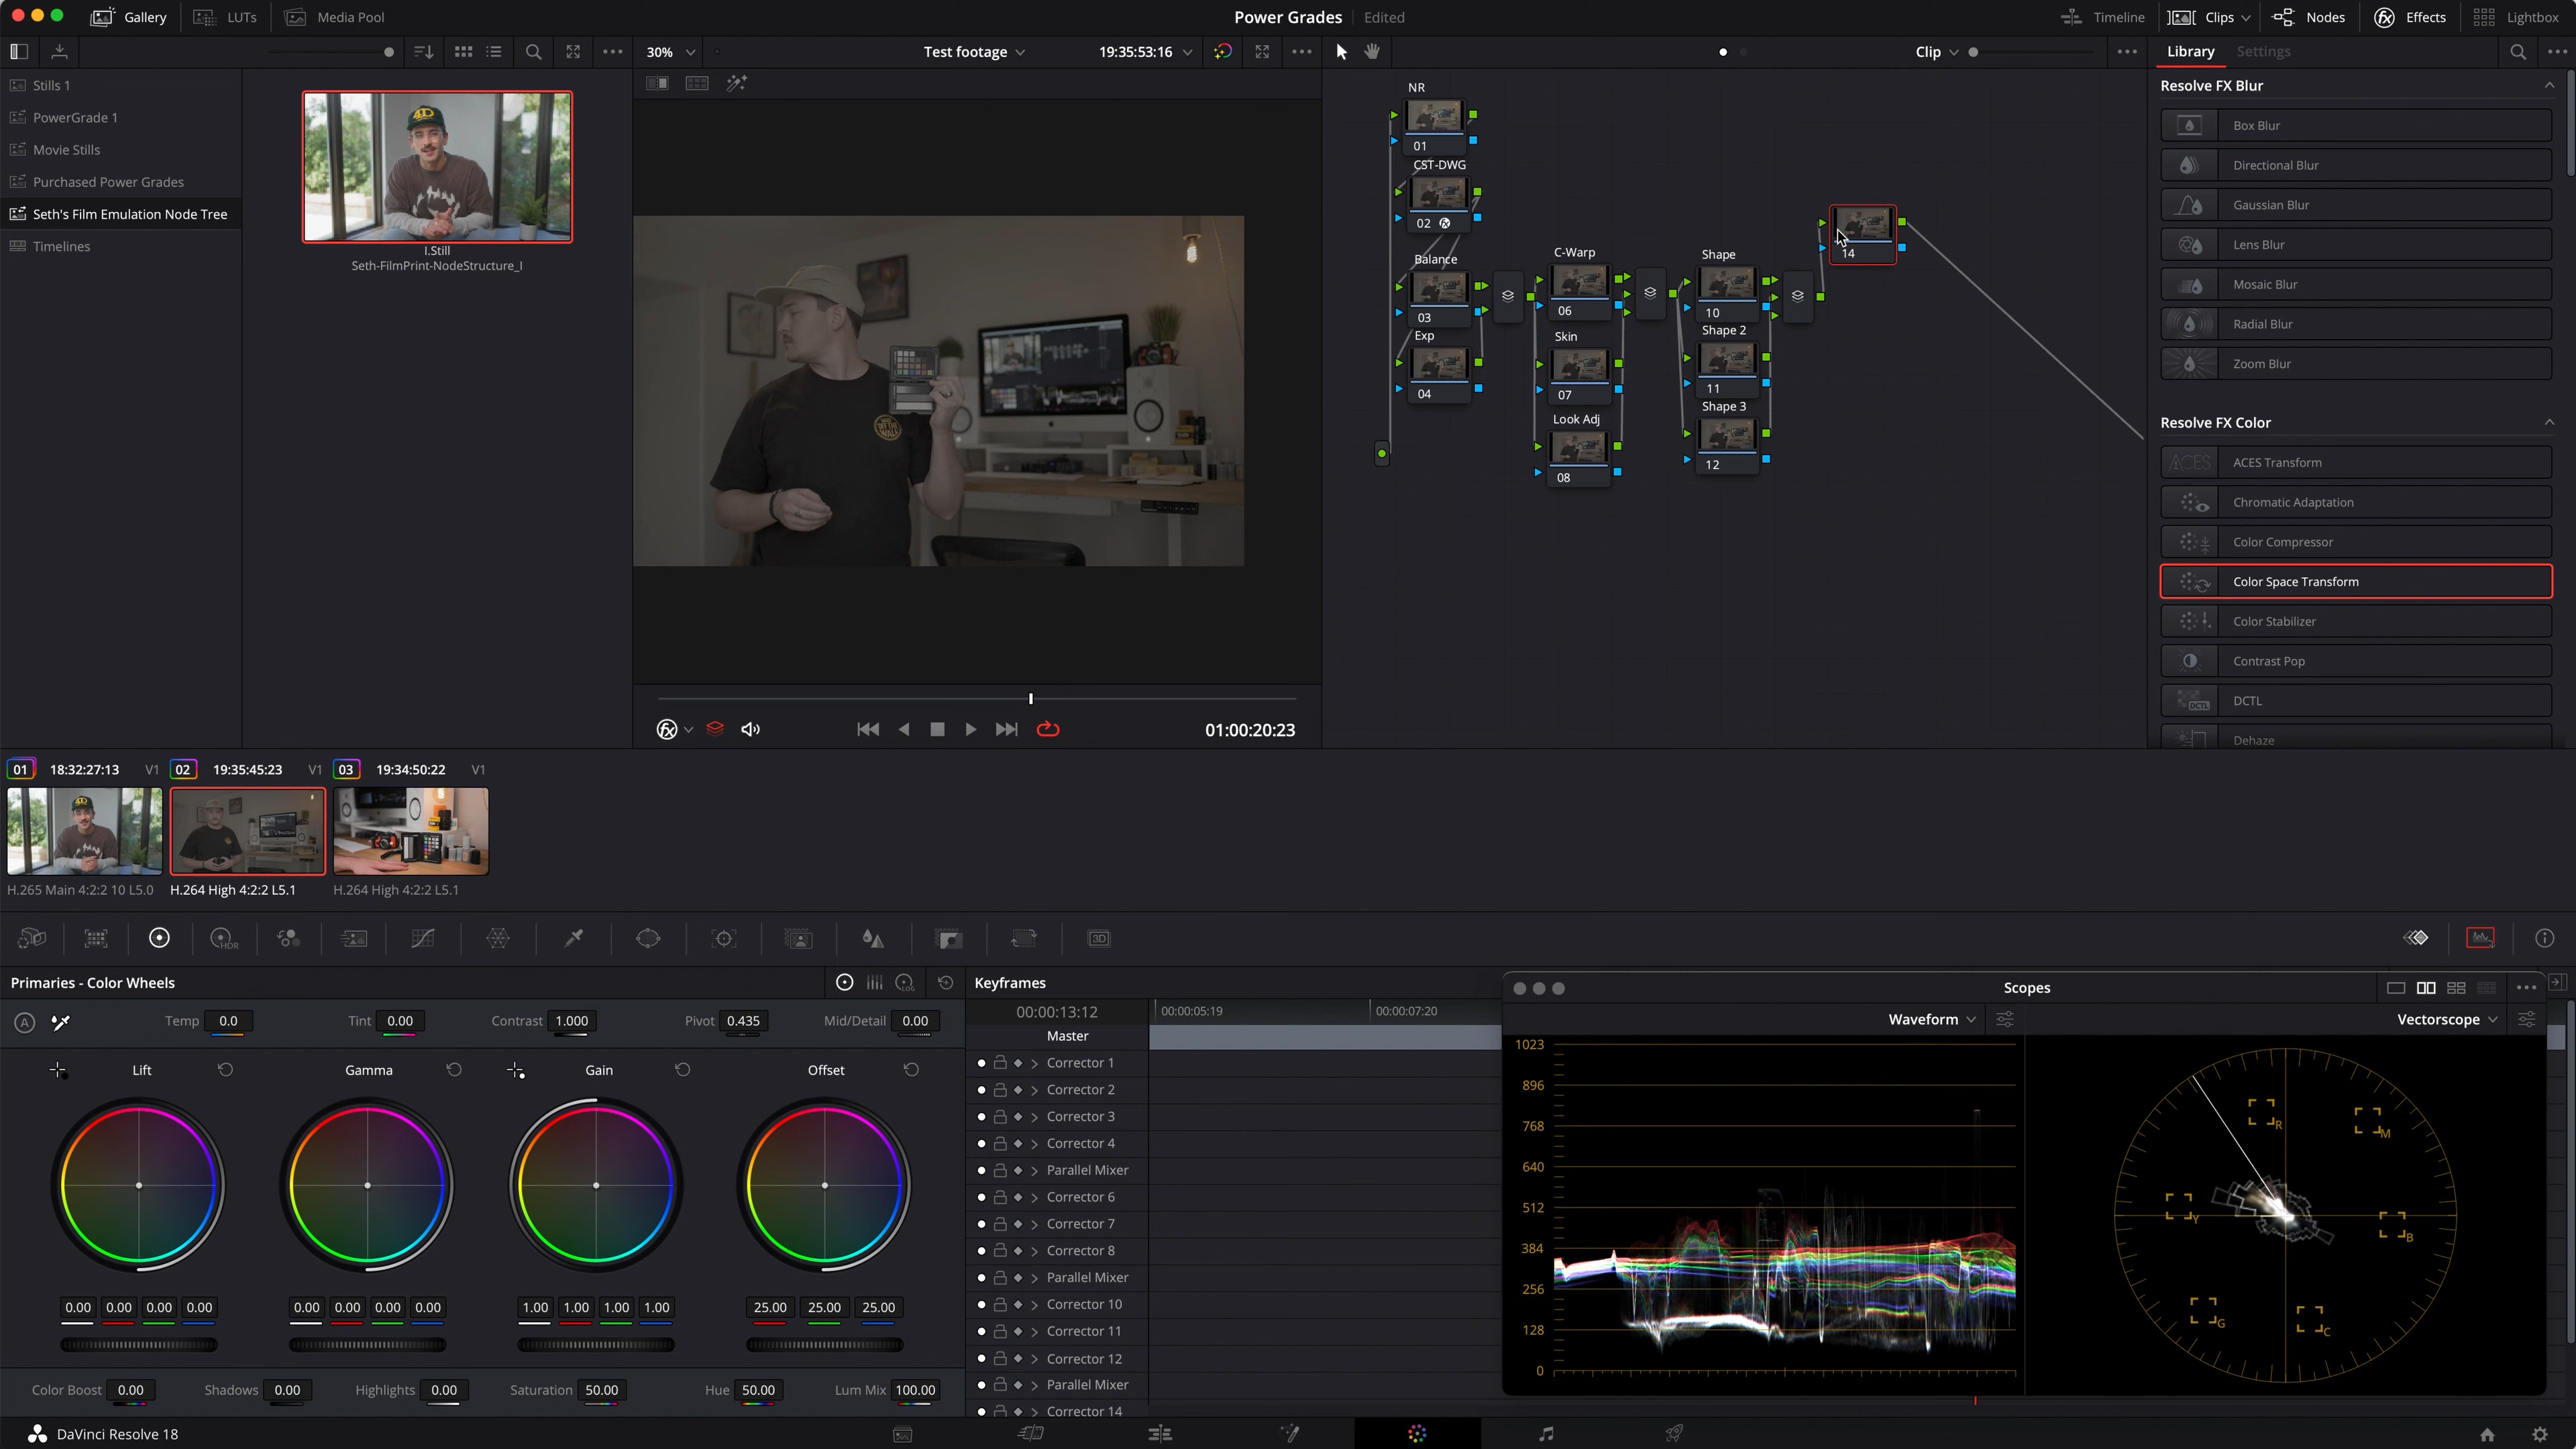 Gallery
LUTs
Media Pool
Power Grades
Edited
Timeline
Clips
Nodes
Effects
Lightbox
30%
Test footage
19:35:53:16
Clip
Library
Settings
Stills 1
PowerGrade 1
Movie Stills
Purchased Power Grades
Seth's Film Emulation Node Tree
Timelines
I.Still
Seth-FilmPrint-NodeStructure_I
NR
01
CST-DWG
02
Balance
03
Exp
04
C-Warp
06
Skin
07
Look Adj
08
Shape
10
Shape 2
11
Shape 3
12
14
Resolve FX Blur
Box Blur
Directional Blur
Gaussian Blur
Lens Blur
Mosaic Blur
Radial Blur
Zoom Blur
Resolve FX Color
ACES
ACES Transform
Chromatic Adaptation
Color Compressor
Color Space Transform
Color Stabilizer
Contrast Pop
DCTL
DCTL
Dehaze
01:00:20:23
01 18:32:27:13 V1
02 19:35:45:23 V1
03 19:34:50:22 V1
H.265 Main 4:2:2 10 L5.0
H.264 High 4:2:2 L5.1
H.264 High 4:2:2 L5.1
HDR
3D
Primaries - Color Wheels
LOG
A
Temp 0.0
Tint 0.00
Contrast 1.000
Pivot 0.435
Mid/Detail 0.00
Lift
Gamma
Gain
Offset
0.00 0.00 0.00 0.00
0.00 0.00 0.00 0.00
1.00 1.00 1.00 1.00
25.00 25.00 25.00
Color Boost 0.00
Shadows 0.00
Highlights 0.00
Saturation 50.00
Hue 50.00
Lum Mix 100.00
Keyframes
00:00:13:12
00:00:05:19
00:00:07:20
Master
Corrector 1
Corrector 2
Corrector 3
Corrector 4
Parallel Mixer
Corrector 6
Corrector 7
Corrector 8
Parallel Mixer
Corrector 10
Corrector 11
Corrector 12
Parallel Mixer
Corrector 14
Scopes
Waveform
Vectorscope
1023
896
768
640
512
384
256
128
0
R
M
Y
B
G
C
DaVinci Resolve 18